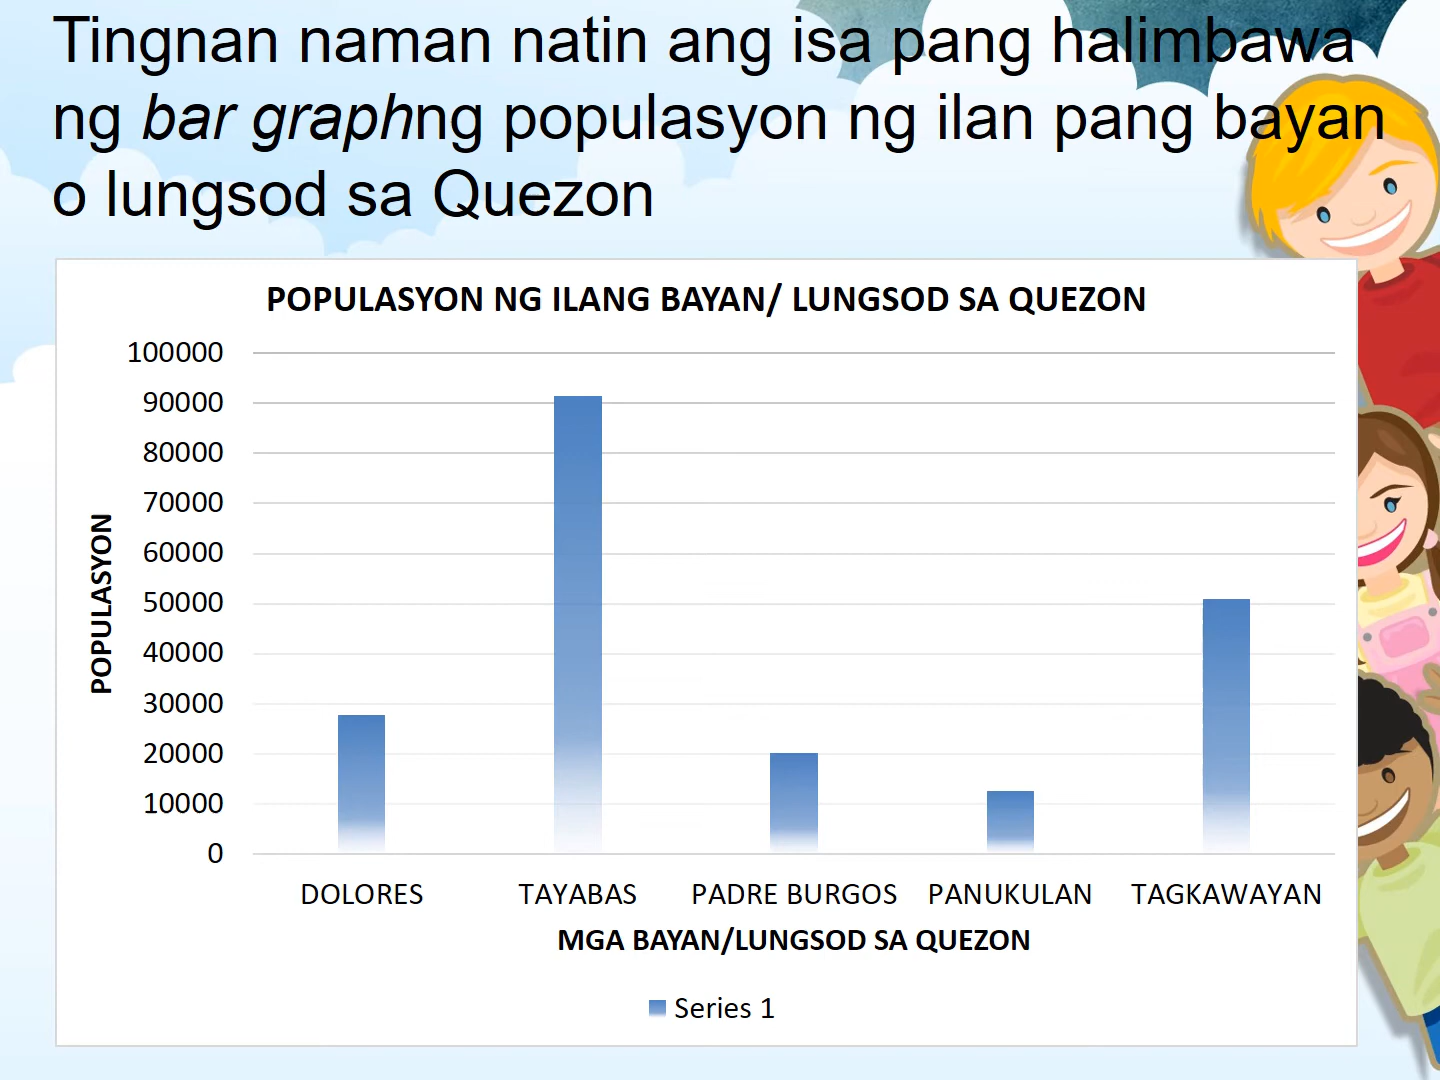 Tingnan naman natin ang isa pang halimbawa
ng bar graphng populasyon ng ilan pang bayan
o lungsod sa Quezon
POPULASYON NG ILANG BAYAN/ LUNGSOD SA QUEZON
100000
90000
80000
70000
60000
50000
40000
30000
20000
10000
0
POPULASYON
DOLORES TAYABAS PADRE BURGOS PANUKULAN TAGKAWAYAN
MGA BAYAN/LUNGSOD SA QUEZON
Series 1